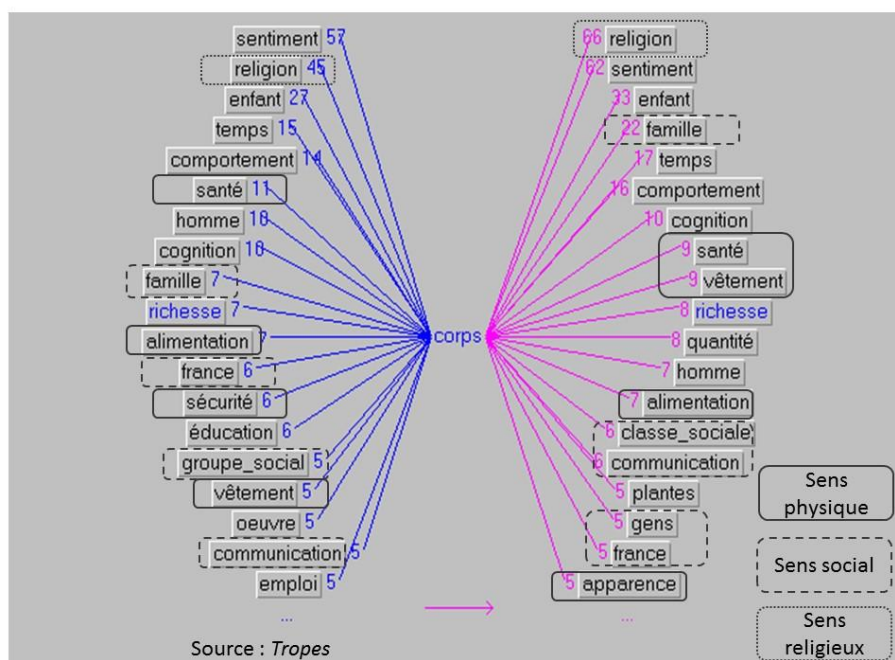 sentiment 57
religion 45
enfant 27
temps 15
comportement 14
santé 11
homme 10
cognition 10
famille 7
richesse 7
alimentation 7
france 6
sécurité 6
éducation 6
groupe_social 5
vêtement 5
oeuvre 5
communication 5
emploi 5
...
Source : Tropes
corps
66 religion
62 sentiment
33 enfant
22 famille
17 temps
16 comportement
10 cognition
9 santé
9 vêtement
8 richesse
8 quantité
7 homme
7 alimentation
6 classe_sociale
6 communication
5 plantes
5 gens
5 france
5 apparence
...
Sens
physique
Sens social
Sens
religieux